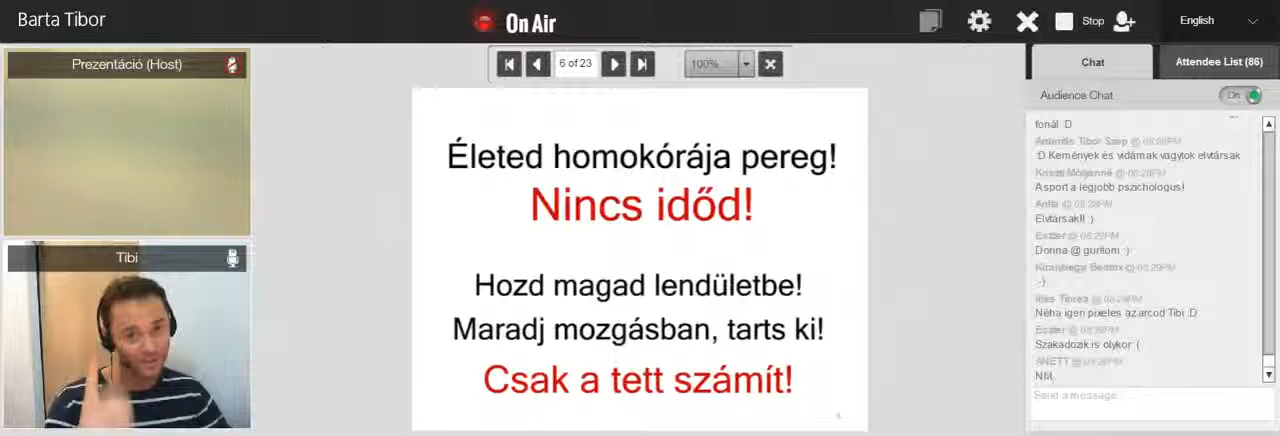 Barta Tibor
On Air
Stop
English
Prezentáció (Host)
Tibi
6 of 23
100%
Életed homokórája pereg!
Nincs időd!
Hozd magad lendületbe!
Maradj mozgásban, tarts ki!
Csak a tett számít!
Chat
Attendee List (86)
Audience Chat
On
fonál :D
:D Kemények és vidámak vagytok elvtársak
A sport a legjobb pszichologus!
Anita @ 08:28PM
Elvtársak!! :)
Eszter @ 08:29PM
Donna @ gurítom :)
:-)
Néha igen pixeles az arcod Tibi :D
Eszter @ 08:29PM
Szakadozik is olykor :(
ANETT @ 08:29PM
NM,
Send a message